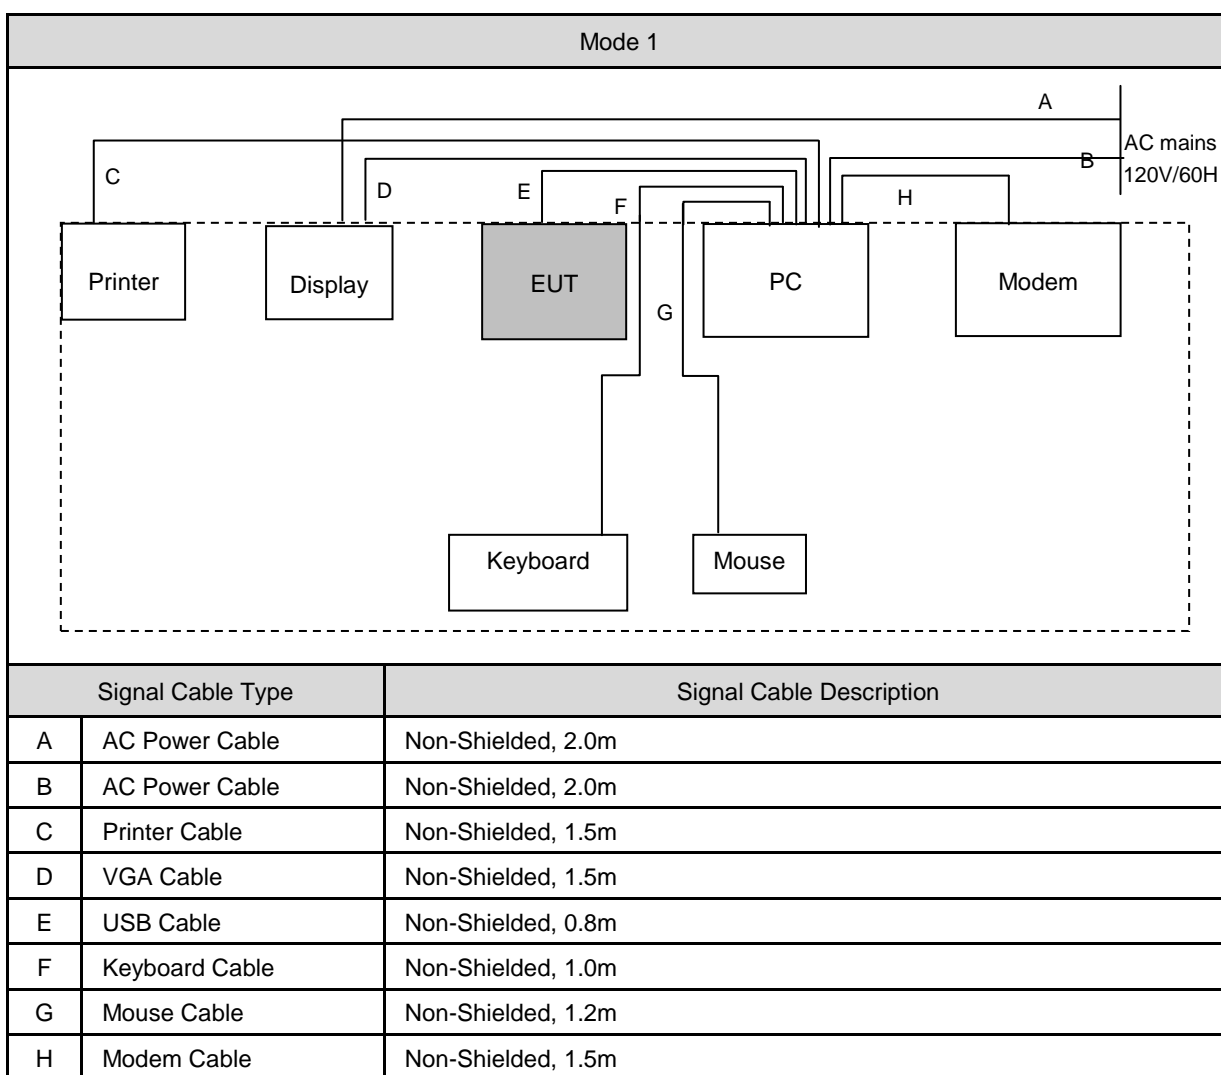 Mode 1
A
AC mains
B
120V/60H
C
D
E
F
H
Printer
Display
EUT
PC
Modem
G
Keyboard
Mouse
Signal Cable Type Signal Cable Description
A AC Power Cable Non-Shielded, 2.0m
B AC Power Cable Non-Shielded, 2.0m
C Printer Cable Non-Shielded, 1.5m
D VGA Cable Non-Shielded, 1.5m
E USB Cable Non-Shielded, 0.8m
F Keyboard Cable Non-Shielded, 1.0m
G Mouse Cable Non-Shielded, 1.2m
H Modem Cable Non-Shielded, 1.5m